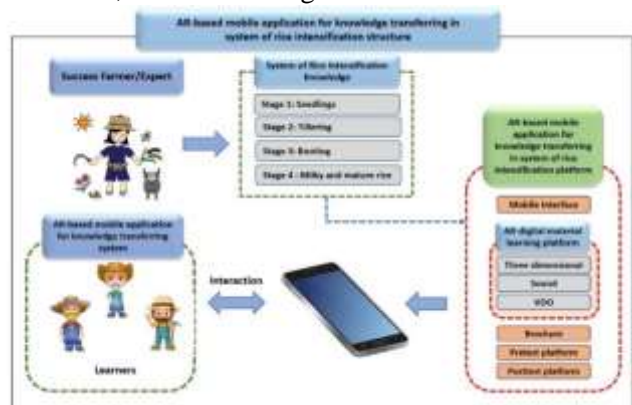 AR-based mobile application for knowledge transferring in
system of rice intensification structure
Success Farmer/Expert
System of Rice Intensification
Knowledge
Stage 1: Seedlings
Stage 2: Tillering
Stage 3: Booting
Stage 4 : Milky and mature rice
AR-based mobile
application for
knowledge transferring
in system of rice
intensification platform
Mobile Interface
AR digital material
learning platform
Three dimensional
Sound
VDO
Brochure
Pretest platform
Posttest platform
AR-based mobile application
for knowledge transferring
system
Interaction
Learners